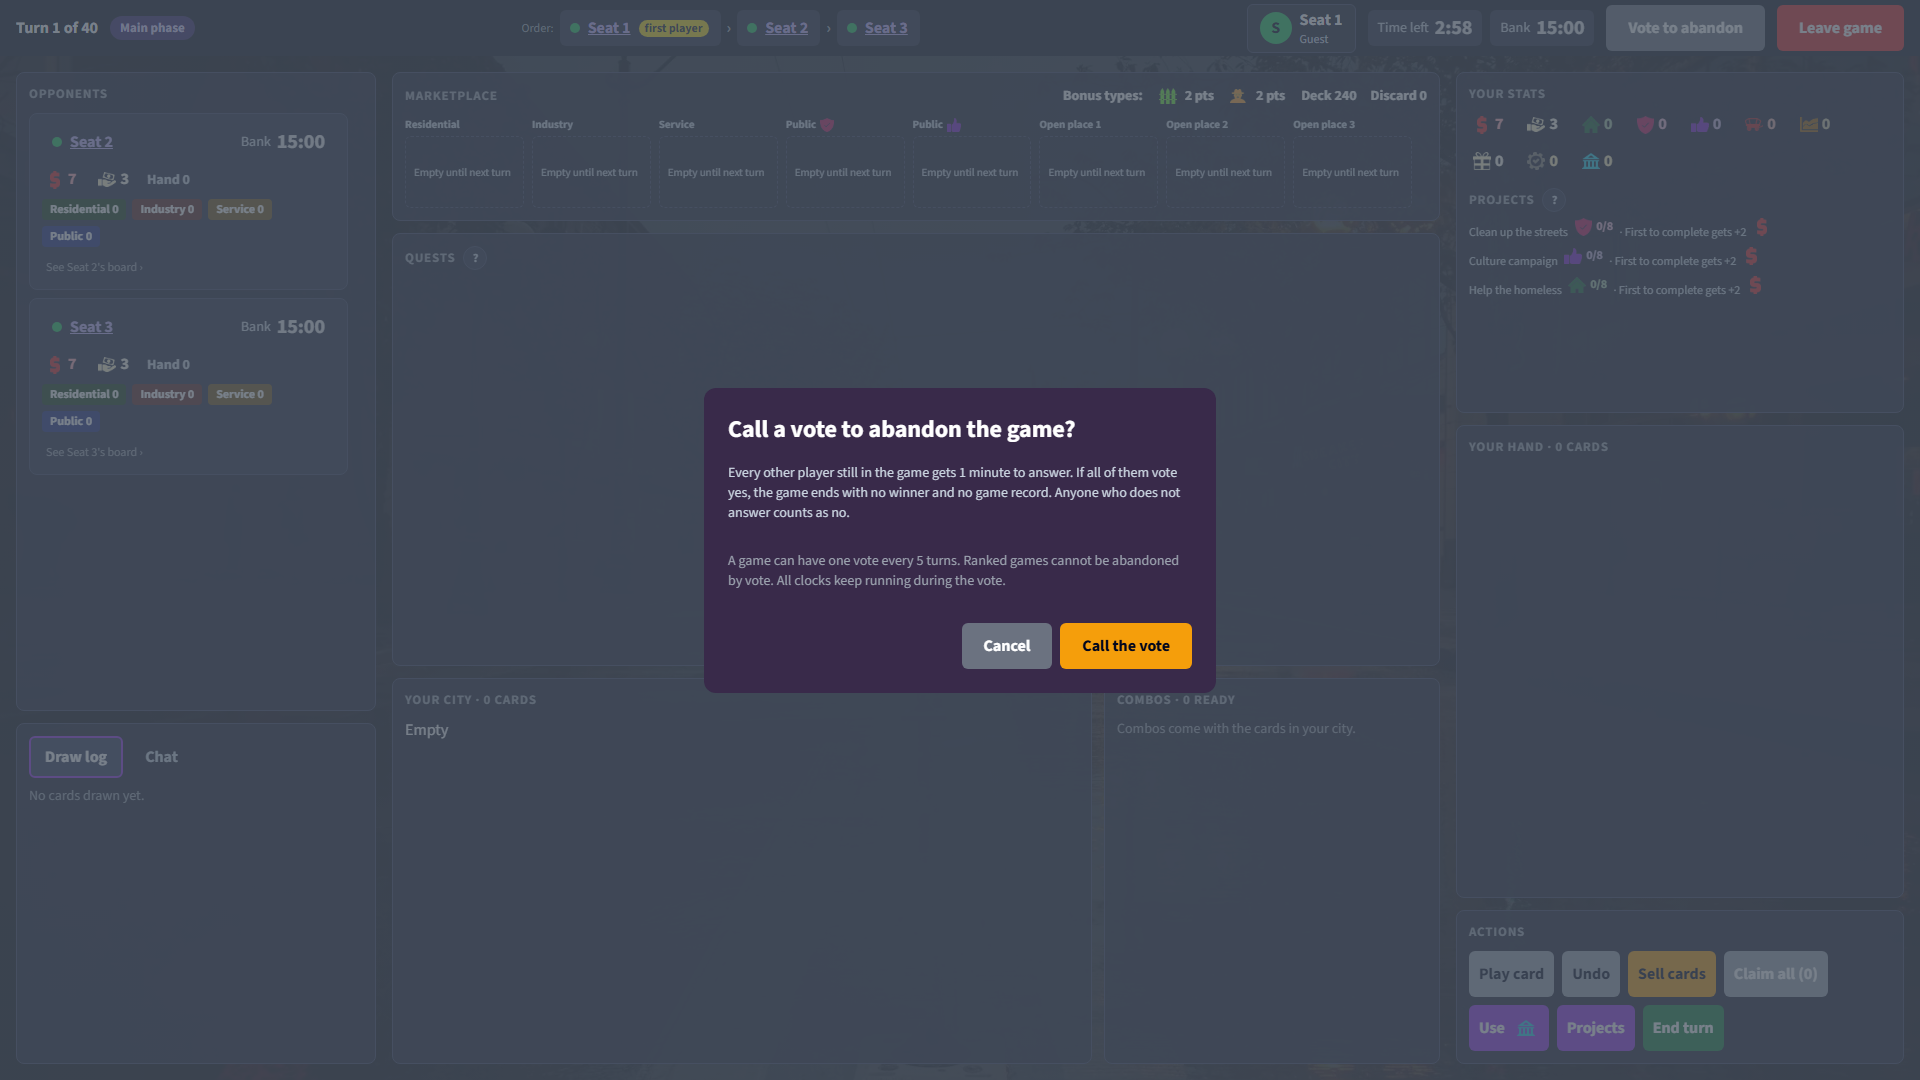 Turn 1 of 40
Main phase
Order:
Seat 1
first player
›
Seat 2
›
Seat 3
S
Seat 1
Guest
Time left 2:58
Bank 15:00
Vote to abandon
Leave game
OPPONENTS
Seat 2
Bank 15:00
7
3
Hand 0
Residential 0
Industry 0
Service 0
Public 0
See Seat 2's board ›
Seat 3
Bank 15:00
7
3
Hand 0
Residential 0
Industry 0
Service 0
Public 0
See Seat 3's board ›
Draw log
Chat
No cards drawn yet.
MARKETPLACE
Bonus types:
2 pts
2 pts
Deck 240
Discard 0
Residential
Industry
Service
Public
Public
Open place 1
Open place 2
Open place 3
Empty until next turn
Empty until next turn
Empty until next turn
Empty until next turn
Empty until next turn
Empty until next turn
Empty until next turn
Empty until next turn
QUESTS
?
Call a vote to abandon the game?
Every other player still in the game gets 1 minute to answer. If all of them vote
yes, the game ends with no winner and no game record. Anyone who does not
answer counts as no.
A game can have one vote every 5 turns. Ranked games cannot be abandoned
by vote. All clocks keep running during the vote.
Cancel
Call the vote
YOUR CITY · 0 CARDS
Empty
COMBOS · 0 READY
Combos come with the cards in your city.
YOUR STATS
7
3
0
0
0
0
0
0
0
0
PROJECTS
?
Clean up the streets 0/8 · First to complete gets +2
Culture campaign 0/8 · First to complete gets +2
Help the homeless 0/8 · First to complete gets +2
YOUR HAND · 0 CARDS
ACTIONS
Play card
Undo
Sell cards
Claim all (0)
Use
Projects
End turn